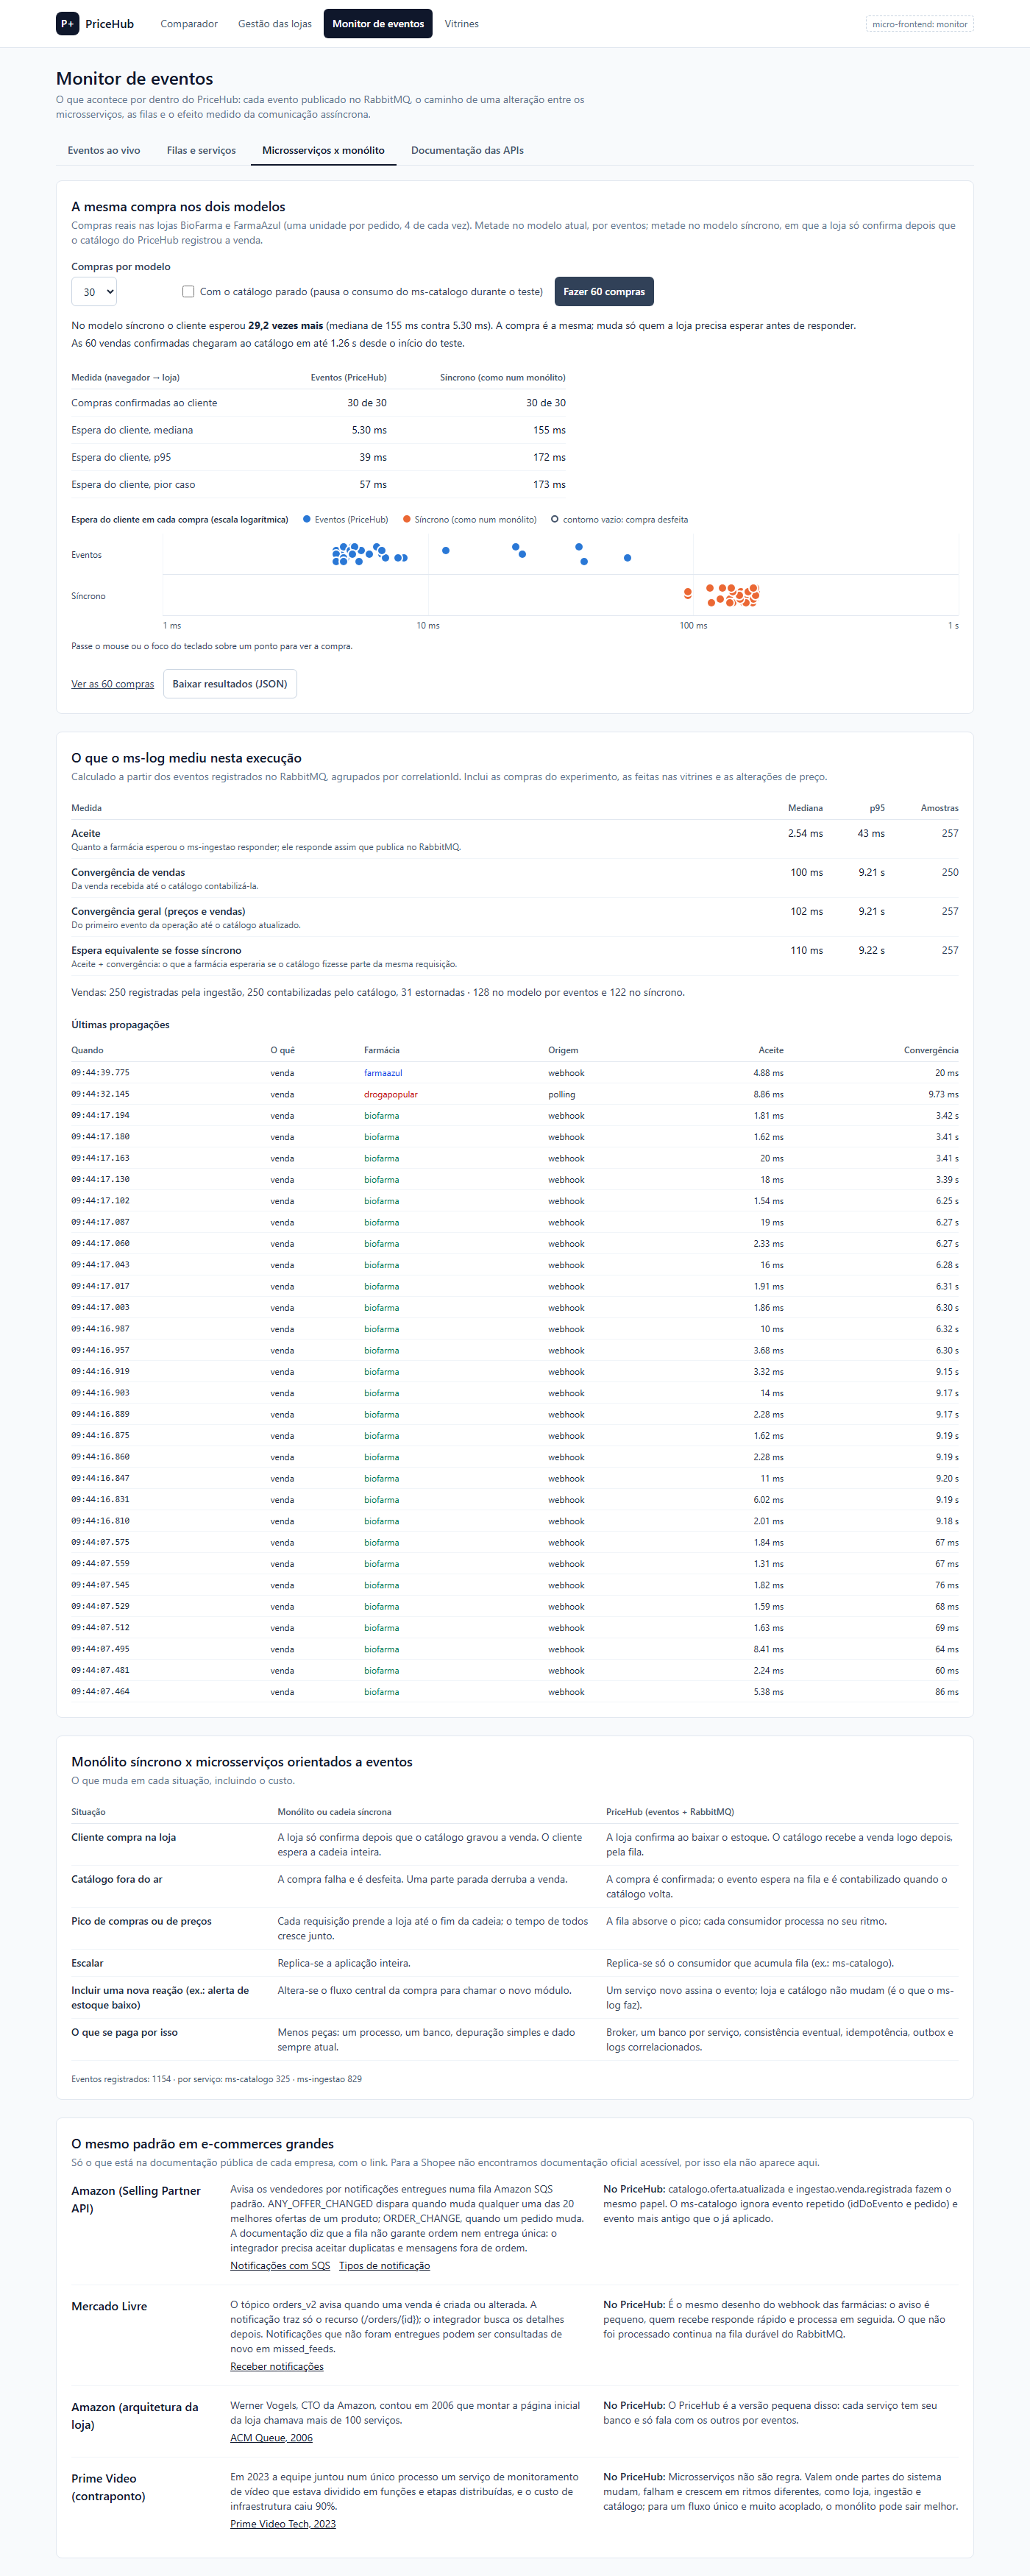 P+ PriceHub Comparador Gestão das lojas Monitor de eventos Vitrines micro-frontend: monitor
Monitor de eventos
O que acontece por dentro do PriceHub: cada evento publicado no RabbitMQ, o caminho de uma alteração entre os
microsserviços, as filas e o efeito medido da comunicação assíncrona.
Eventos ao vivo Filas e serviços Microsserviços x monólito Documentação das APIs
A mesma compra nos dois modelos
Compras reais nas lojas BioFarma e FarmaAzul (uma unidade por pedido, 4 de cada vez). Metade no modelo atual, por eventos; metade no modelo síncrono, em que a loja só confirma depois que
o catálogo do PriceHub registrou a venda.
Compras por modelo
30 Com o catálogo parado (pausa o consumo do ms-catalogo durante o teste) Fazer 60 compras
No modelo síncrono o cliente esperou 29,2 vezes mais (mediana de 155 ms contra 5.30 ms). A compra é a mesma: muda só quem a loja precisa esperar antes de responder.
As 60 vendas confirmadas chegaram ao catálogo em até 1.26 s desde o início do teste.
Medida (navegador → loja) Eventos (PriceHub) Síncrono (como num monólito)
Compras confirmadas ao cliente 30 de 30 30 de 30
Espera do cliente, mediana 5.30 ms 155 ms
Espera do cliente, p95 39 ms 172 ms
Espera do cliente, pior caso 57 ms 173 ms
Espera do cliente em cada compra (escala logarítmica) Eventos (PriceHub) Síncrono (como num monólito) contorno vazio: compra desfeita
Eventos
Síncrono
1 ms 10 ms 100 ms 1 s
Passe o mouse ou o foco do teclado sobre um ponto para ver a compra.
Ver as 60 compras Baixar resultados (JSON)
O que o ms-log mediu nesta execução
Calculado a partir dos eventos registrados no RabbitMQ, agrupados por correlationId. Inclui as compras do experimento, as feitas nas vitrines e as alterações de preço.
Medida Mediana p95 Amostras
Aceite 2.54 ms 43 ms 257
Quanto a farmácia esperou o ms-ingestao responder; ele responde assim que publica no RabbitMQ.
Convergência de vendas 100 ms 9.21 s 250
Da venda recebida até o catálogo contabilizá-la.
Convergência geral (preços e vendas) 102 ms 9.21 s 257
Do primeiro evento da operação até o catálogo atualizado.
Espera equivalente se fosse síncrono 110 ms 9.22 s 257
Aceite + convergência: o que a farmácia esperaria se o catálogo fizesse parte da mesma requisição.
Vendas: 250 registradas pela ingestão, 250 contabilizadas pelo catálogo, 31 estornadas · 128 no modelo por eventos e 122 no síncrono.
Últimas propagações
Quando O quê Farmácia Origem Aceite Convergência
09:44:39.775 venda farmaazul webhook 4.88 ms 20 ms
09:44:32.145 venda drogapopular polling 8.86 ms 9.73 ms
09:44:17.194 venda biofarma webhook 1.81 ms 3.42 s
09:44:17.180 venda biofarma webhook 1.62 ms 3.41 s
09:44:17.163 venda biofarma webhook 20 ms 3.41 s
09:44:17.130 venda biofarma webhook 18 ms 3.39 s
09:44:17.102 venda biofarma webhook 1.54 ms 6.25 s
09:44:17.087 venda biofarma webhook 19 ms 6.27 s
09:44:17.060 venda biofarma webhook 2.33 ms 6.27 s
09:44:17.043 venda biofarma webhook 16 ms 6.28 s
09:44:17.017 venda biofarma webhook 1.91 ms 6.31 s
09:44:17.003 venda biofarma webhook 1.86 ms 6.30 s
09:44:16.987 venda biofarma webhook 10 ms 6.32 s
09:44:16.957 venda biofarma webhook 3.68 ms 6.30 s
09:44:16.919 venda biofarma webhook 3.32 ms 9.15 s
09:44:16.903 venda biofarma webhook 14 ms 9.17 s
09:44:16.889 venda biofarma webhook 2.28 ms 9.17 s
09:44:16.875 venda biofarma webhook 1.62 ms 9.19 s
09:44:16.860 venda biofarma webhook 2.28 ms 9.19 s
09:44:16.847 venda biofarma webhook 11 ms 9.20 s
09:44:16.831 venda biofarma webhook 6.02 ms 9.19 s
09:44:16.810 venda biofarma webhook 2.01 ms 9.18 s
09:44:07.575 venda biofarma webhook 1.84 ms 67 ms
09:44:07.559 venda biofarma webhook 1.31 ms 67 ms
09:44:07.545 venda biofarma webhook 1.82 ms 76 ms
09:44:07.529 venda biofarma webhook 1.59 ms 68 ms
09:44:07.512 venda biofarma webhook 1.63 ms 69 ms
09:44:07.495 venda biofarma webhook 8.41 ms 64 ms
09:44:07.481 venda biofarma webhook 2.24 ms 60 ms
09:44:07.464 venda biofarma webhook 5.38 ms 86 ms
Monólito síncrono x microsserviços orientados a eventos
O que muda em cada situação, incluindo o custo.
Situação Monólito ou cadeia síncrona PriceHub (eventos + RabbitMQ)
Cliente compra na loja A loja só confirma depois que o catálogo gravou a venda. O cliente A loja confirma ao baixar o estoque. O catálogo recebe a venda logo depois,
espera a cadeia inteira. pela fila.
Catálogo fora do ar A compra falha e é desfeita. Uma parte parada derruba a venda. A compra é confirmada; o evento espera na fila e é contabilizado quando o
catálogo volta.
Pico de compras ou de preços Cada requisição prende a loja até o fim da cadeia; o tempo de todos A fila absorve o pico; cada consumidor processa no seu ritmo.
cresce junto.
Escalar Replica-se a aplicação inteira. Replica-se só o consumidor que acumula fila (ex.: ms-catalogo).
Incluir uma nova reação (ex.: alerta de Altera-se o fluxo central da compra para chamar o novo módulo. Um serviço novo assina o evento; loja e catálogo não mudam (é o que o ms-
estoque baixo) log faz).
O que se paga por isso Menos peças: um processo, um banco, depuração simples e dado Broker, um banco por serviço, consistência eventual, idempotência, outbox e
sempre atual. logs correlacionados.
Eventos registrados: 1154 · por serviço: ms-catalogo 325 · ms-ingestao 829
O mesmo padrão em e-commerces grandes
Só o que está na documentação pública de cada empresa, com o link. Para a Shopee não encontramos documentação oficial acessível, por isso ela não aparece aqui.
Amazon (Selling Partner Avisa os vendedores por notificações entregues numa fila Amazon SQS No PriceHub: catalogo.oferta.atualizada e ingestao.venda.registrada fazem o
API) padrão. ANY_OFFER_CHANGED dispara quando muda qualquer uma das 20 mesmo papel. O ms-catalogo ignora evento repetido (idDoEvento e pedido) e
melhores ofertas de um produto; ORDER_CHANGE, quando um pedido muda. evento mais antigo que o já aplicado.
A documentação diz que a fila não garante ordem nem entrega única: o
integrador precisa aceitar duplicatas e mensagens fora de ordem.
Notificações com SQS Tipos de notificação
Mercado Livre O tópico orders_v2 avisa quando uma venda é criada ou alterada. A No PriceHub: É o mesmo desenho do webhook das farmácias: o aviso é
notificação traz só o recurso (/orders/{id}); o integrador busca os detalhes pequeno, quem recebe responde rápido e processa em seguida. O que não
depois. Notificações que não foram entregues podem ser consultadas de foi processado continua na fila durável do RabbitMQ.
novo em missed_feeds.
Receber notificações
Amazon (arquitetura da Werner Vogels, CTO da Amazon, contou em 2006 que montar a página inicial No PriceHub: O PriceHub é a versão pequena disso: cada serviço tem seu
loja) da loja chamava mais de 100 serviços. banco e só fala com os outros por eventos.
ACM Queue, 2006
Prime Video Em 2023 a equipe juntou num único processo um serviço de monitoramento No PriceHub: Microsserviços não são regra. Valem onde partes do sistema
(contraponto) de vídeo que estava dividido em funções e etapas distribuídas, e o custo de mudam, falham e crescem em ritmos diferentes, como loja, ingestão e
infraestrutura caiu 90%. catálogo; para um fluxo único e muito acoplado, o monólito pode sair melhor.
Prime Video Tech, 2023